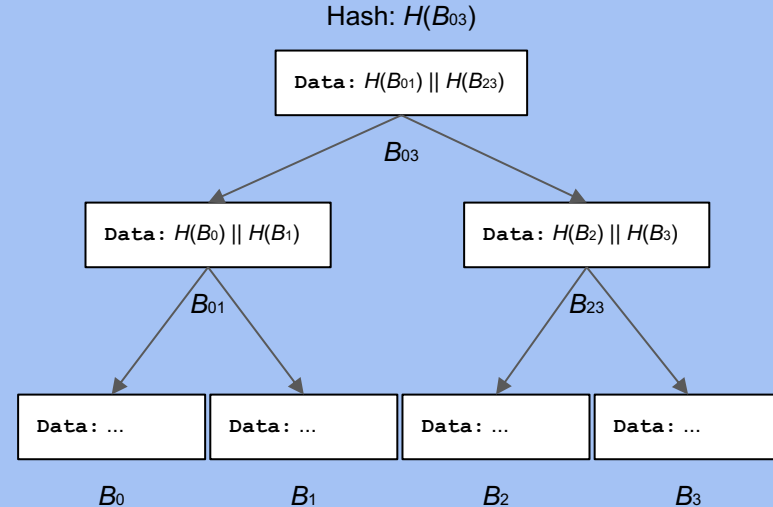 Hash: H(B03)
Data: H(B01) || H(B23)
B03
Data: H(B0) || H(B1)
Data: H(B2) || H(B3)
B01
B23
Data: ...
Data: ...
Data: ...
Data: ...
B0
B1
B2
B3